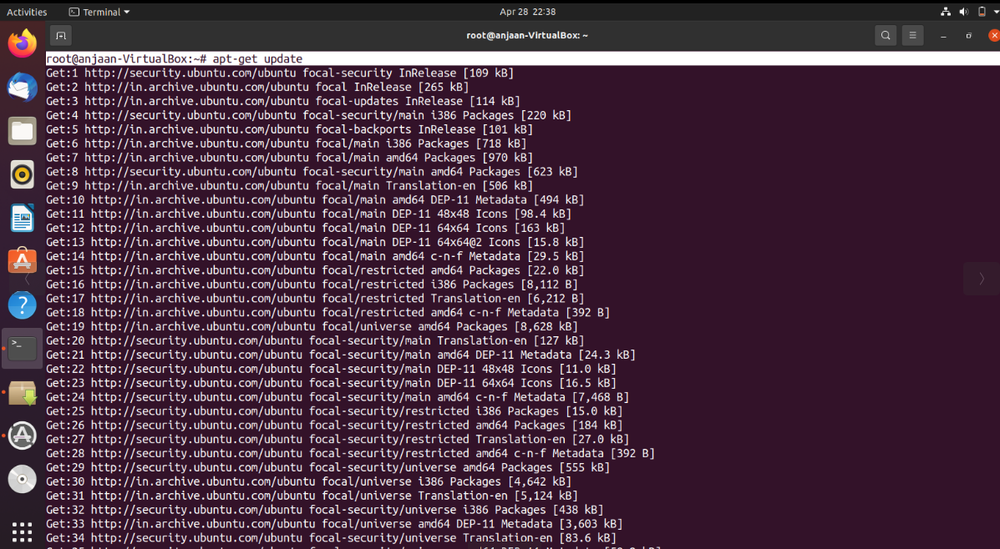 Activities Terminal Apr 28 22:38
root@anjaan-VirtualBox: ~
root@anjaan-VirtualBox:~# apt-get update
Get:1 http://security.ubuntu.com/ubuntu focal-security InRelease [109 kB]
Get:2 http://in.archive.ubuntu.com/ubuntu focal InRelease [265 kB]
Get:3 http://in.archive.ubuntu.com/ubuntu focal-updates InRelease [114 kB]
Get:4 http://security.ubuntu.com/ubuntu focal-security/main i386 Packages [220 kB]
Get:5 http://in.archive.ubuntu.com/ubuntu focal-backports InRelease [101 kB]
Get:6 http://in.archive.ubuntu.com/ubuntu focal/main i386 Packages [718 kB]
Get:7 http://in.archive.ubuntu.com/ubuntu focal/main amd64 Packages [970 kB]
Get:8 http://security.ubuntu.com/ubuntu focal-security/main amd64 Packages [623 kB]
Get:9 http://in.archive.ubuntu.com/ubuntu focal/main Translation-en [506 kB]
Get:10 http://in.archive.ubuntu.com/ubuntu focal/main amd64 DEP-11 Metadata [494 kB]
Get:11 http://in.archive.ubuntu.com/ubuntu focal/main DEP-11 48x48 Icons [98.4 kB]
Get:12 http://in.archive.ubuntu.com/ubuntu focal/main DEP-11 64x64 Icons [163 kB]
Get:13 http://in.archive.ubuntu.com/ubuntu focal/main DEP-11 64x64@2 Icons [15.8 kB]
Get:14 http://in.archive.ubuntu.com/ubuntu focal/main amd64 c-n-f Metadata [29.5 kB]
Get:15 http://in.archive.ubuntu.com/ubuntu focal/restricted amd64 Packages [22.0 kB]
Get:16 http://in.archive.ubuntu.com/ubuntu focal/restricted i386 Packages [8,112 B]
Get:17 http://in.archive.ubuntu.com/ubuntu focal/restricted Translation-en [6,212 B]
Get:18 http://in.archive.ubuntu.com/ubuntu focal/restricted amd64 c-n-f Metadata [392 B]
Get:19 http://in.archive.ubuntu.com/ubuntu focal/universe amd64 Packages [8,628 kB]
Get:20 http://security.ubuntu.com/ubuntu focal-security/main Translation-en [127 kB]
Get:21 http://security.ubuntu.com/ubuntu focal-security/main amd64 DEP-11 Metadata [24.3 kB]
Get:22 http://security.ubuntu.com/ubuntu focal-security/main DEP-11 48x48 Icons [11.0 kB]
Get:23 http://security.ubuntu.com/ubuntu focal-security/main DEP-11 64x64 Icons [16.5 kB]
Get:24 http://security.ubuntu.com/ubuntu focal-security/main amd64 c-n-f Metadata [7,468 B]
Get:25 http://security.ubuntu.com/ubuntu focal-security/restricted i386 Packages [15.0 kB]
Get:26 http://security.ubuntu.com/ubuntu focal-security/restricted amd64 Packages [184 kB]
Get:27 http://security.ubuntu.com/ubuntu focal-security/restricted Translation-en [27.0 kB]
Get:28 http://security.ubuntu.com/ubuntu focal-security/restricted amd64 c-n-f Metadata [392 B]
Get:29 http://security.ubuntu.com/ubuntu focal-security/universe amd64 Packages [555 kB]
Get:30 http://in.archive.ubuntu.com/ubuntu focal/universe i386 Packages [4,642 kB]
Get:31 http://in.archive.ubuntu.com/ubuntu focal/universe Translation-en [5,124 kB]
Get:32 http://security.ubuntu.com/ubuntu focal-security/universe i386 Packages [438 kB]
Get:33 http://in.archive.ubuntu.com/ubuntu focal/universe amd64 DEP-11 Metadata [3,603 kB]
Get:34 http://security.ubuntu.com/ubuntu focal-security/universe Translation-en [83.6 kB]